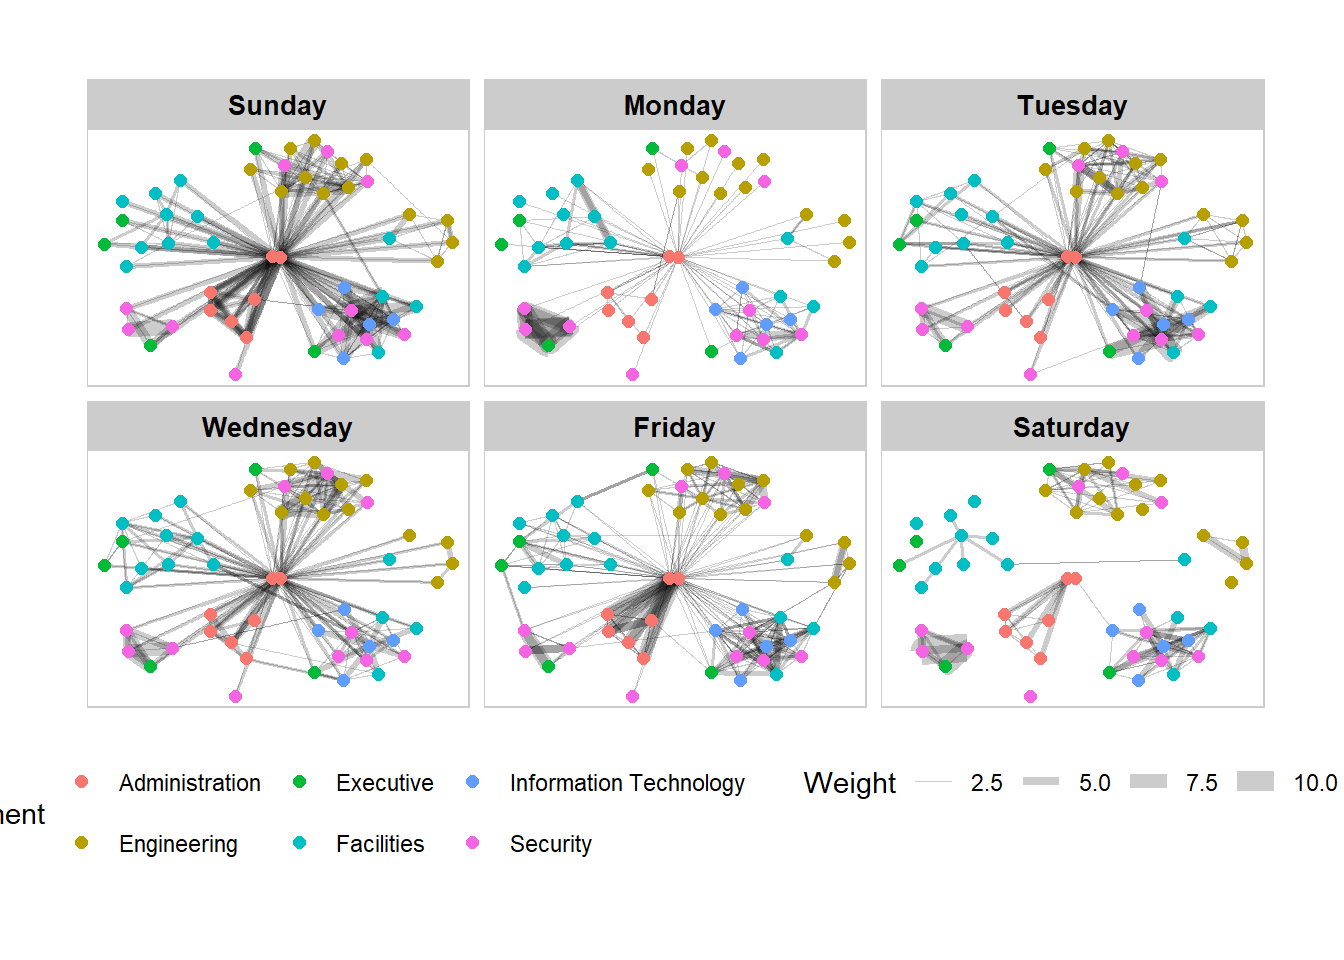 Sunday Monday Tuesday
Wednesday Friday Saturday
Administration Executive Information Technology Weight 2.5 5.0 7.5 10.0
Engineering Facilities Security